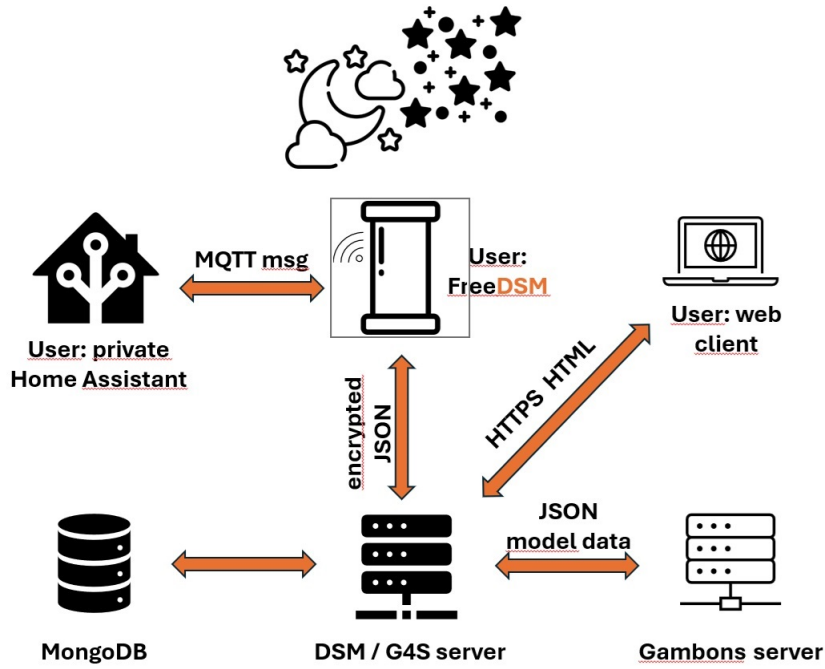 MQTT msg
User:
FreeDSM
User: private
Home Assistant
User: web
client
encrypted
JSON
HTTPS HTML
JSON
model data
MongoDB
DSM / G4S server
Gambons server